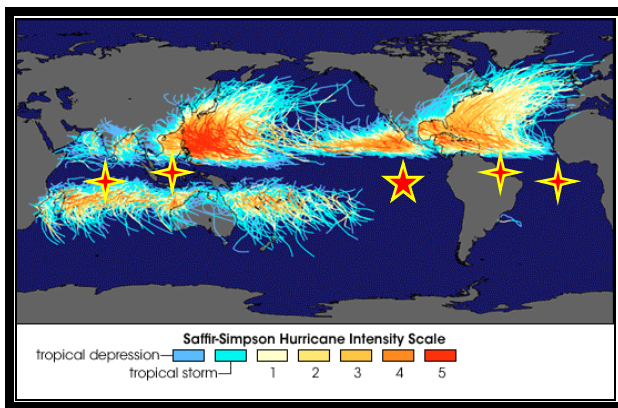 Saffir-Simpson Hurricane Intensity Scale
tropical depression
tropical storm
1 2 3 4 5